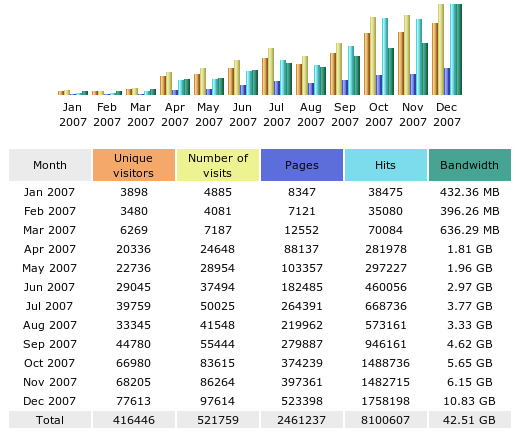 Jan Feb Mar Apr May Jun Jul Aug Sep Oct Nov Dec
2007 2007 2007 2007 2007 2007 2007 2007 2007 2007 2007 2007
Month Unique visitors Number of visits Pages Hits Bandwidth
Jan 2007 3898 4885 8347 38475 432.36 MB
Feb 2007 3480 4081 7121 35080 396.26 MB
Mar 2007 6269 7187 12552 70084 636.29 MB
Apr 2007 20336 24648 88137 281978 1.81 GB
May 2007 22736 28954 103357 297227 1.96 GB
Jun 2007 29045 37494 182485 460056 2.97 GB
Jul 2007 39759 50025 264391 668736 3.77 GB
Aug 2007 33345 41548 219962 573161 3.33 GB
Sep 2007 44780 55444 279887 946161 4.62 GB
Oct 2007 66980 83615 374239 1488736 5.65 GB
Nov 2007 68205 86264 397361 1482715 6.15 GB
Dec 2007 77613 97614 523398 1758198 10.83 GB
Total 416446 521759 2461237 8100607 42.51 GB